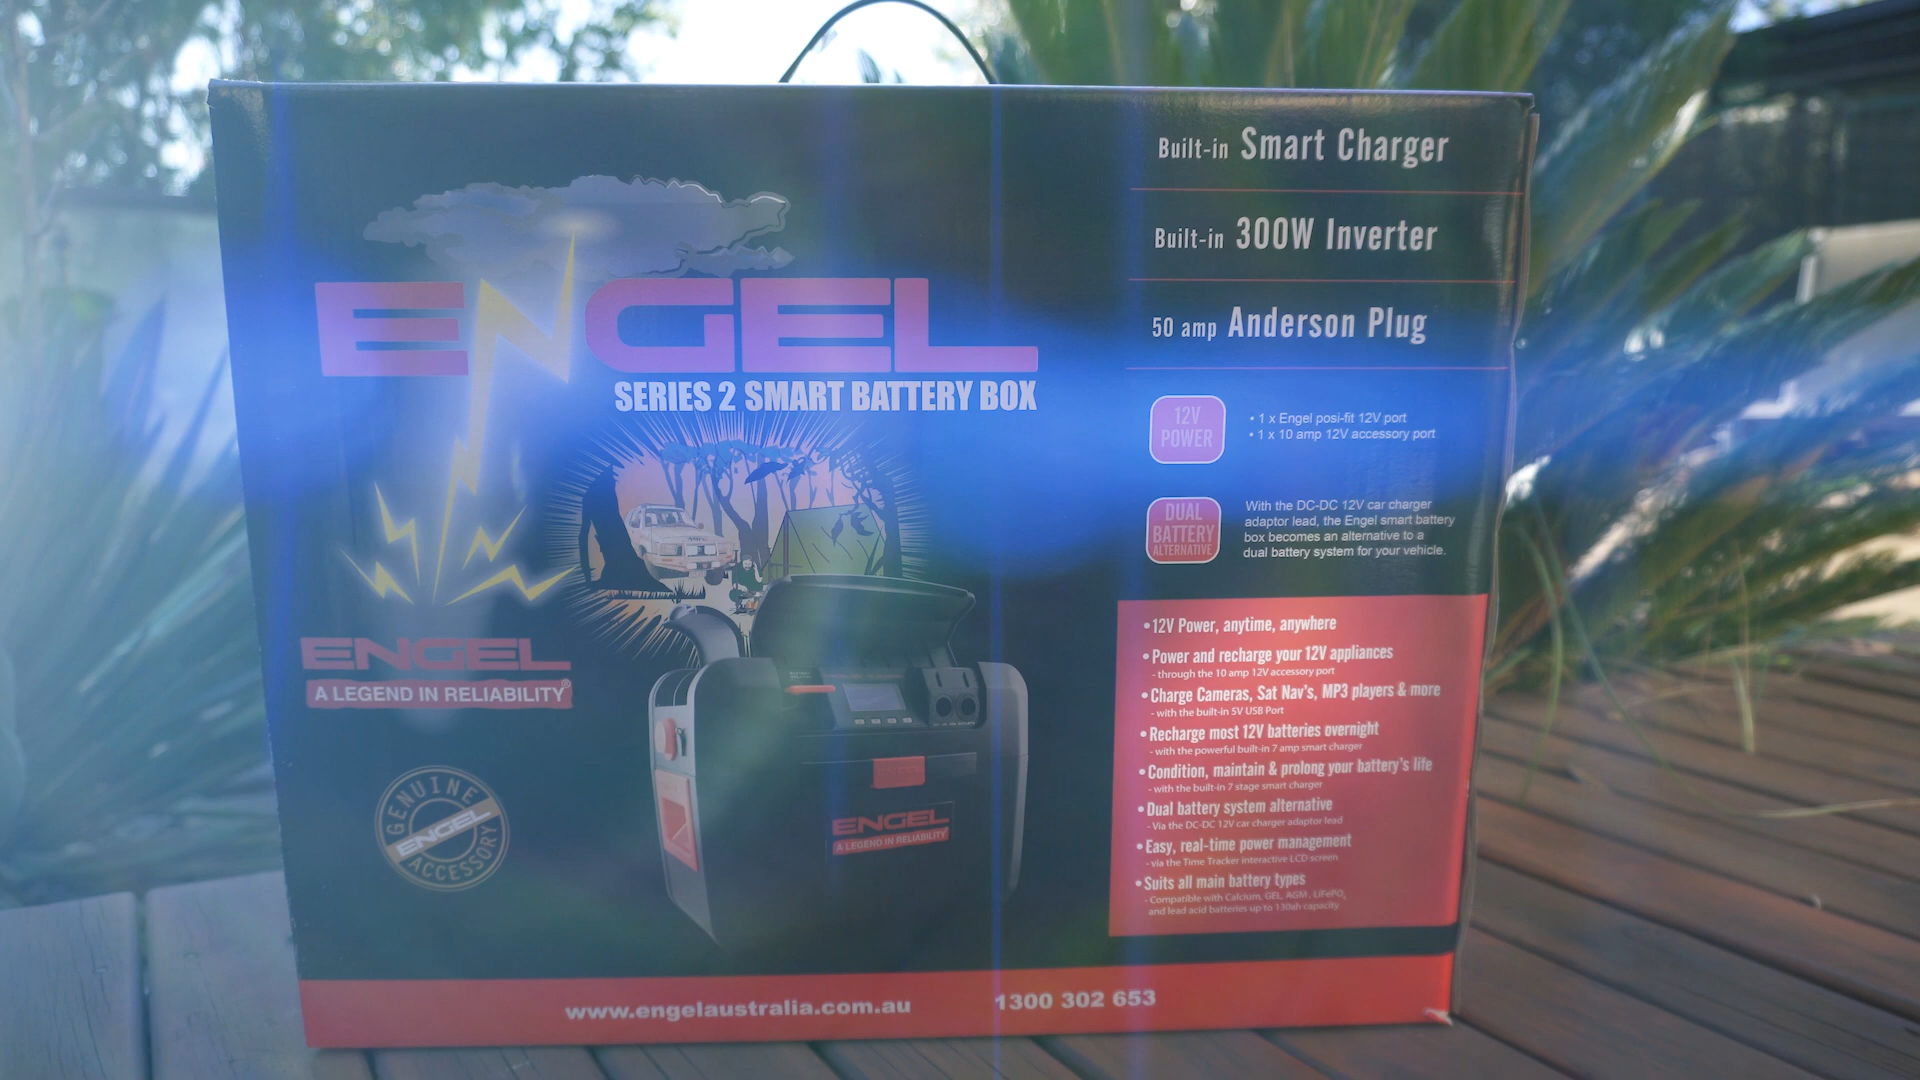 ENGEL
SERIES 2 SMART BATTERY BOX
ENGEL
A LEGEND IN RELIABILITY®
GENUINE
ENGEL
ACCESSORY
ENGEL
A LEGEND IN RELIABILITY
Built-in Smart Charger
Built-in 300W Inverter
50 amp Anderson Plug
12V
POWER
• 1 x Engel posi-fit 12V port
• 1 x 10 amp 12V accessory port
DUAL
BATTERY
ALTERNATIVE
With the DC-DC 12V car charger
adaptor lead, the Engel smart battery
box becomes an alternative to a
dual battery system for your vehicle.
• 12V Power, anytime, anywhere
• Power and recharge your 12V appliances
- through the 10 amp 12V accessory port
• Charge Cameras, Sat Nav's, MP3 players & more
- with the built-in 5V USB Port
• Recharge most 12V batteries overnight
- with the powerful built-in 7 amp smart charger
• Condition, maintain & prolong your battery's life
- with the built-in 7 stage smart charger
• Dual battery system alternative
- Via the DC-DC 12V car charger adaptor lead
• Easy, real-time power management
- via the Time Tracker interactive LCD screen
• Suits all main battery types
- Compatible with Calcium, GEL, AGM, LiFePO₄
and lead acid batteries up to 130ah capacity
www.engelaustralia.com.au 1300 302 653